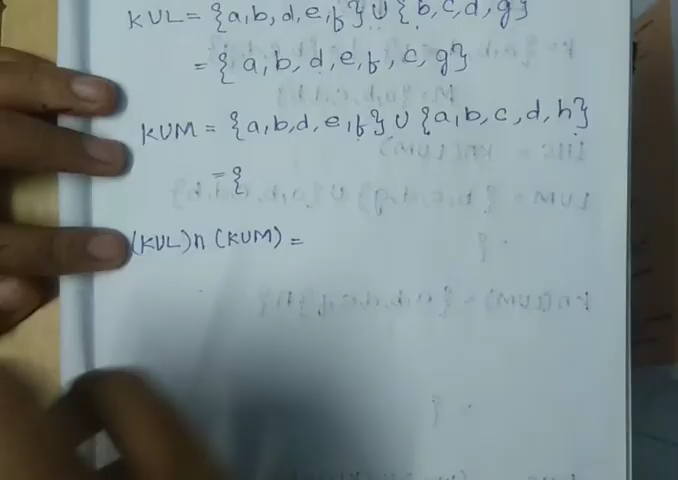 KUL = {a,b,d,e,f} U {b,c,d,g}
= {a,b,d,e,f,c,g}
KUM = {a,b,d,e,f} U {a,b,c,d,h}
= {
(KUL)∩(KUM) =